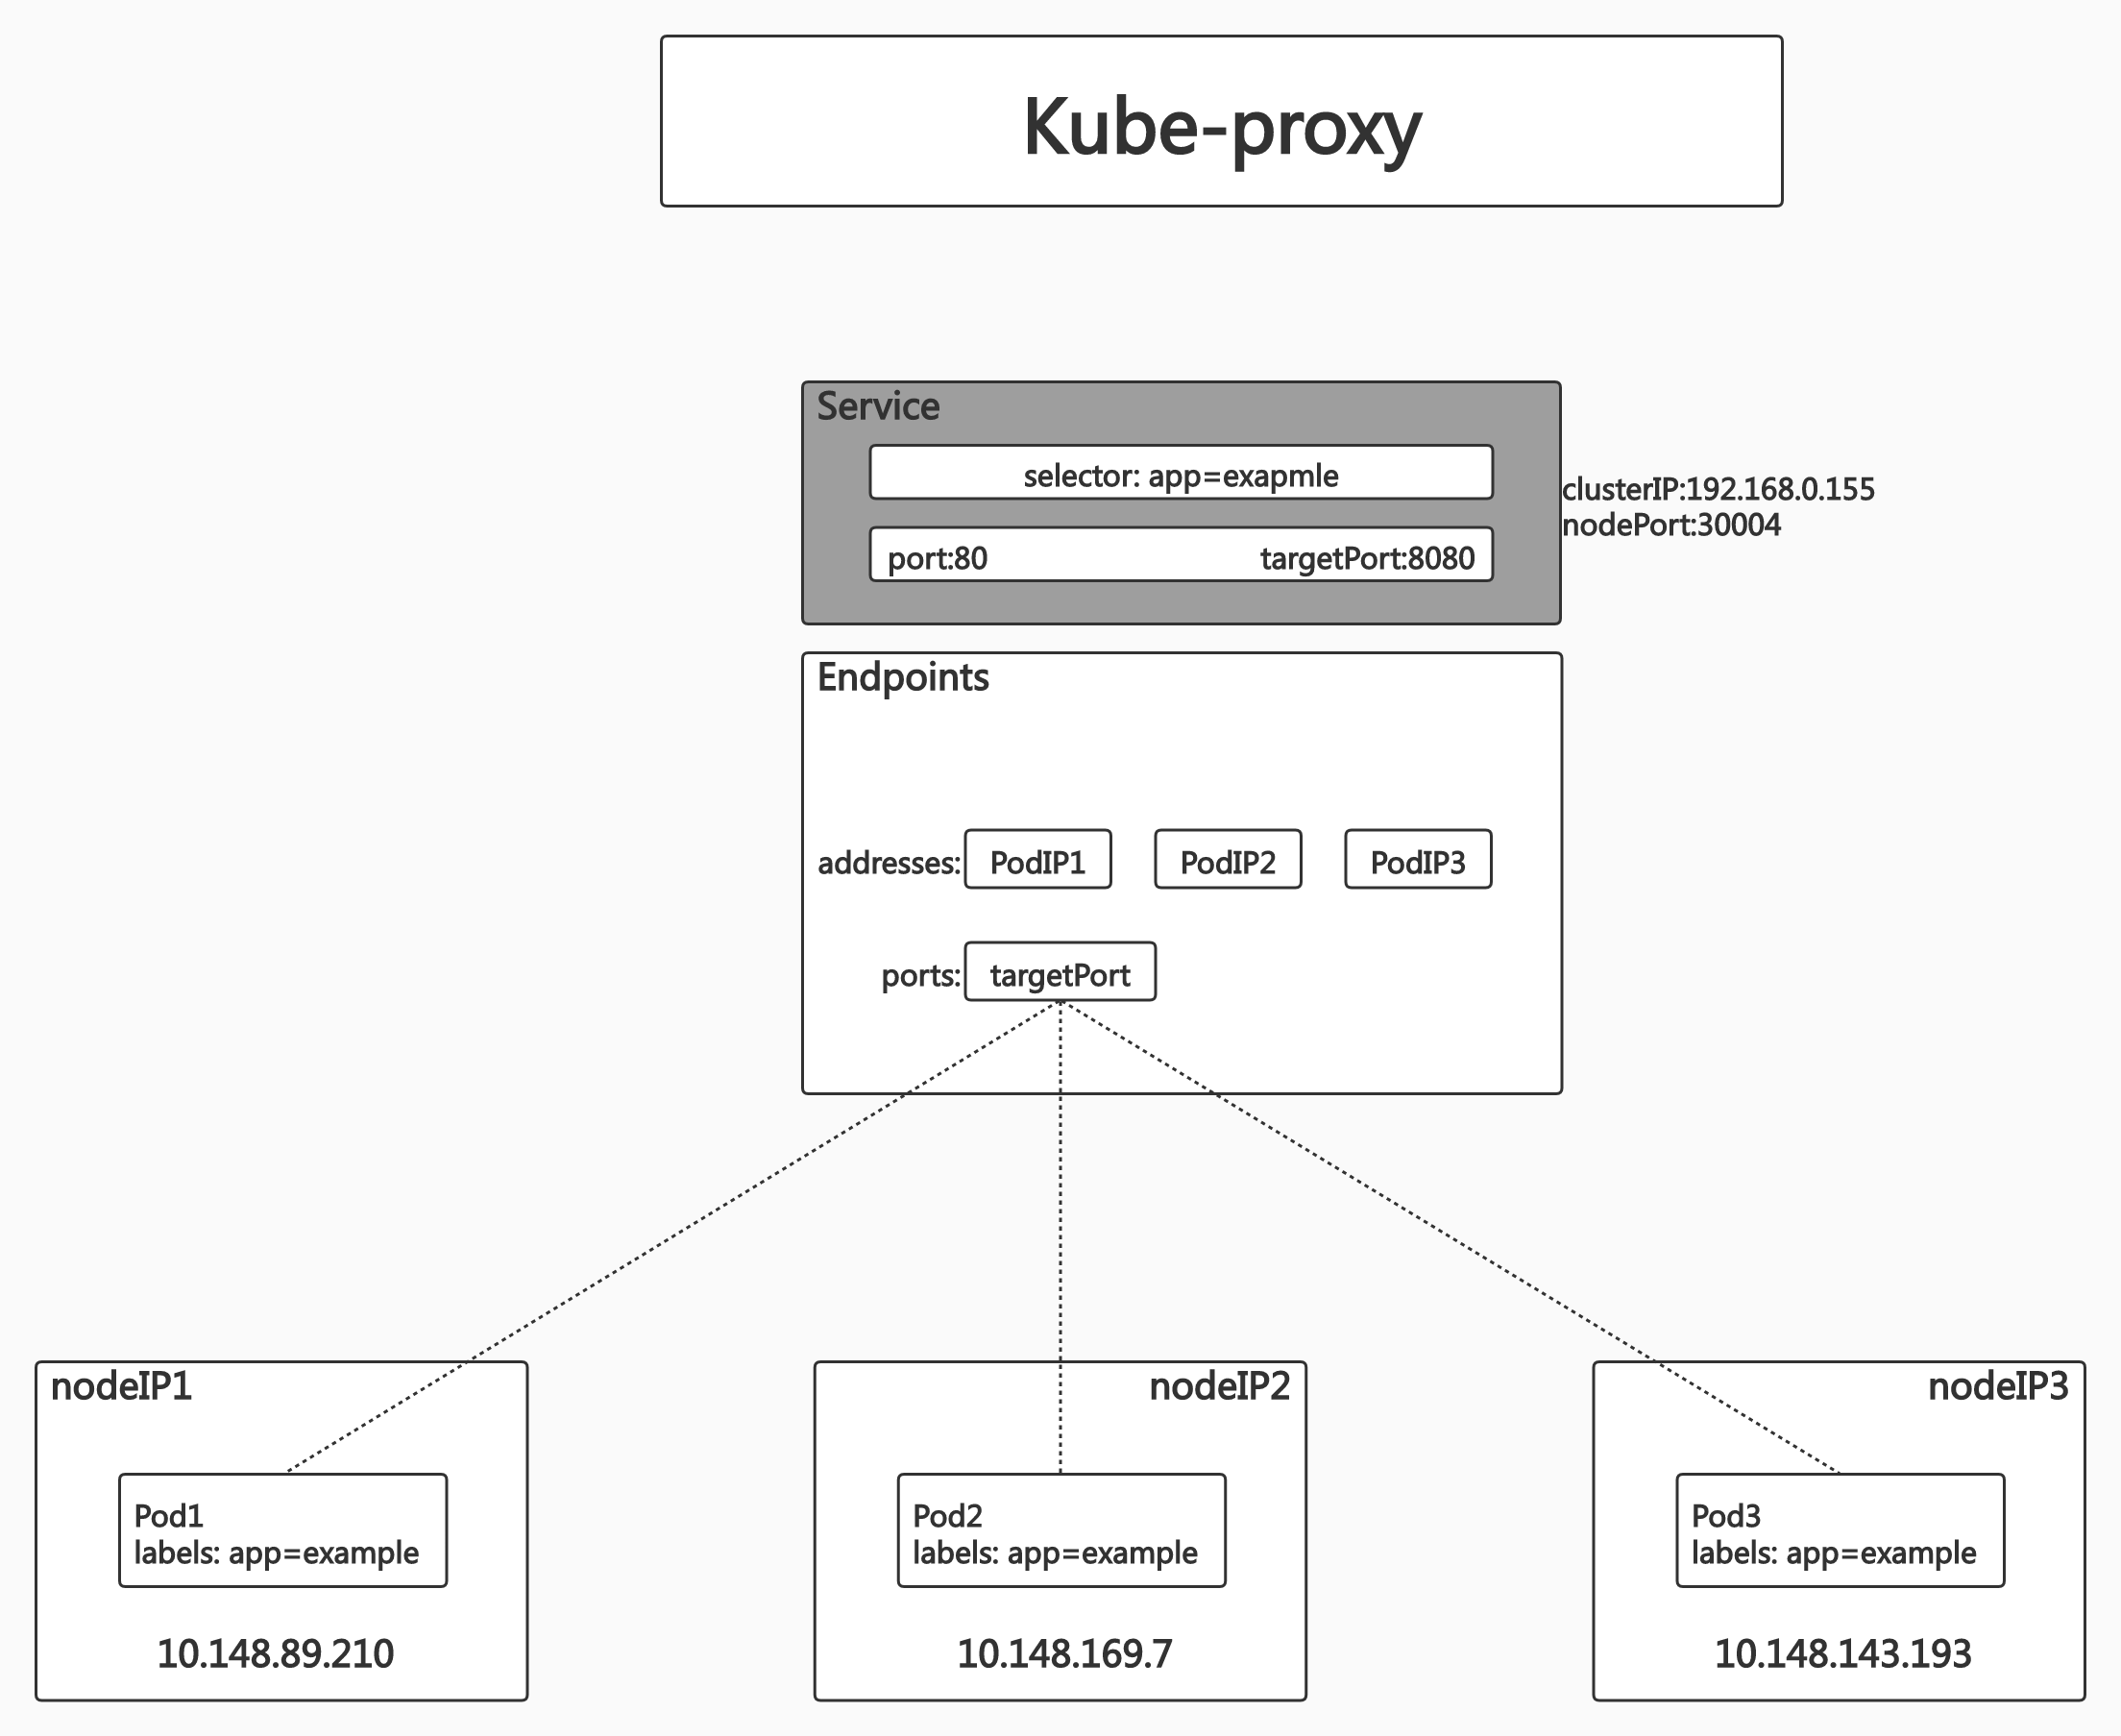 Kube-proxy
Service
selector: app=exapmle
port:80 targetPort:8080
clusterIP:192.168.0.155
nodePort:30004
Endpoints
addresses: PodIP1 PodIP2 PodIP3
ports: targetPort
nodeIP1
Pod1
labels: app=example
10.148.89.210
nodeIP2
Pod2
labels: app=example
10.148.169.7
nodeIP3
Pod3
labels: app=example
10.148.143.193